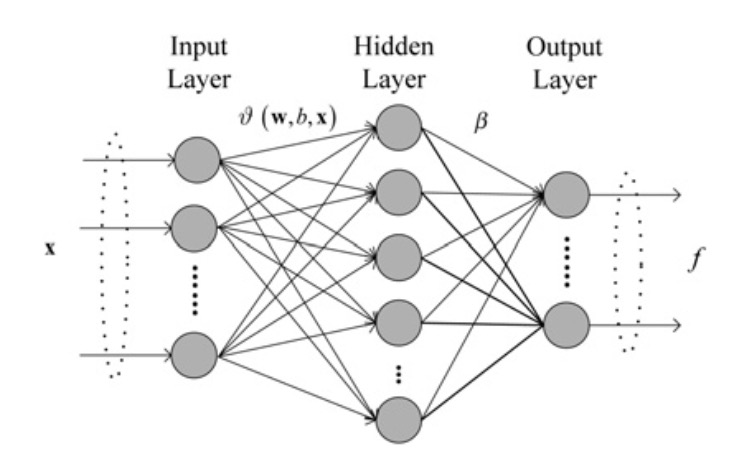 Input
Layer
Hidden
Layer
Output
Layer
ϑ (w,b,x)
β
x
f